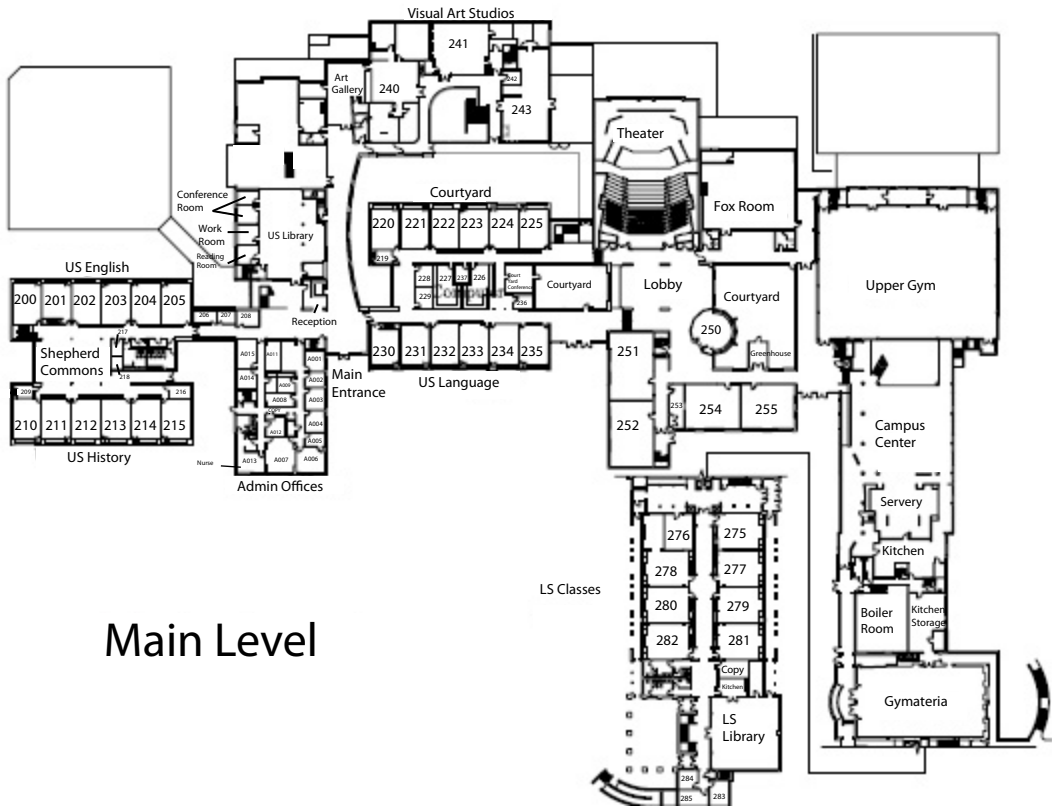 Visual Art Studios
241
Art
Gallery
240
242
243
Theater
Conference
Room
Work
Room
Reading
Room
US Library
Courtyard
220
221
222
223
224
225
219
Fox Room
US English
200
201
202
203
204
205
206
207
208
Reception
228
227
237
226
229
Computer
Court
yard
Conference
236
Courtyard
Lobby
Courtyard
250
Greenhouse
Upper Gym
217
Shepherd
Commons
218
209
216
210
211
212
213
214
215
US History
A015
A011
A001
A014
A009
A002
A008
A003
COPY
A012
A004
A005
A013
A007
A006
Nurse
Admin Offices
Main
Entrance
230
231
232
233
234
235
US Language
251
252
253
254
255
Campus
Center
Servery
Kitchen
Boiler
Room
Kitchen
Storage
Gymateria
LS Classes
276
275
278
277
280
279
282
281
Copy
Kitchen
LS
Library
284
285
283
Main Level